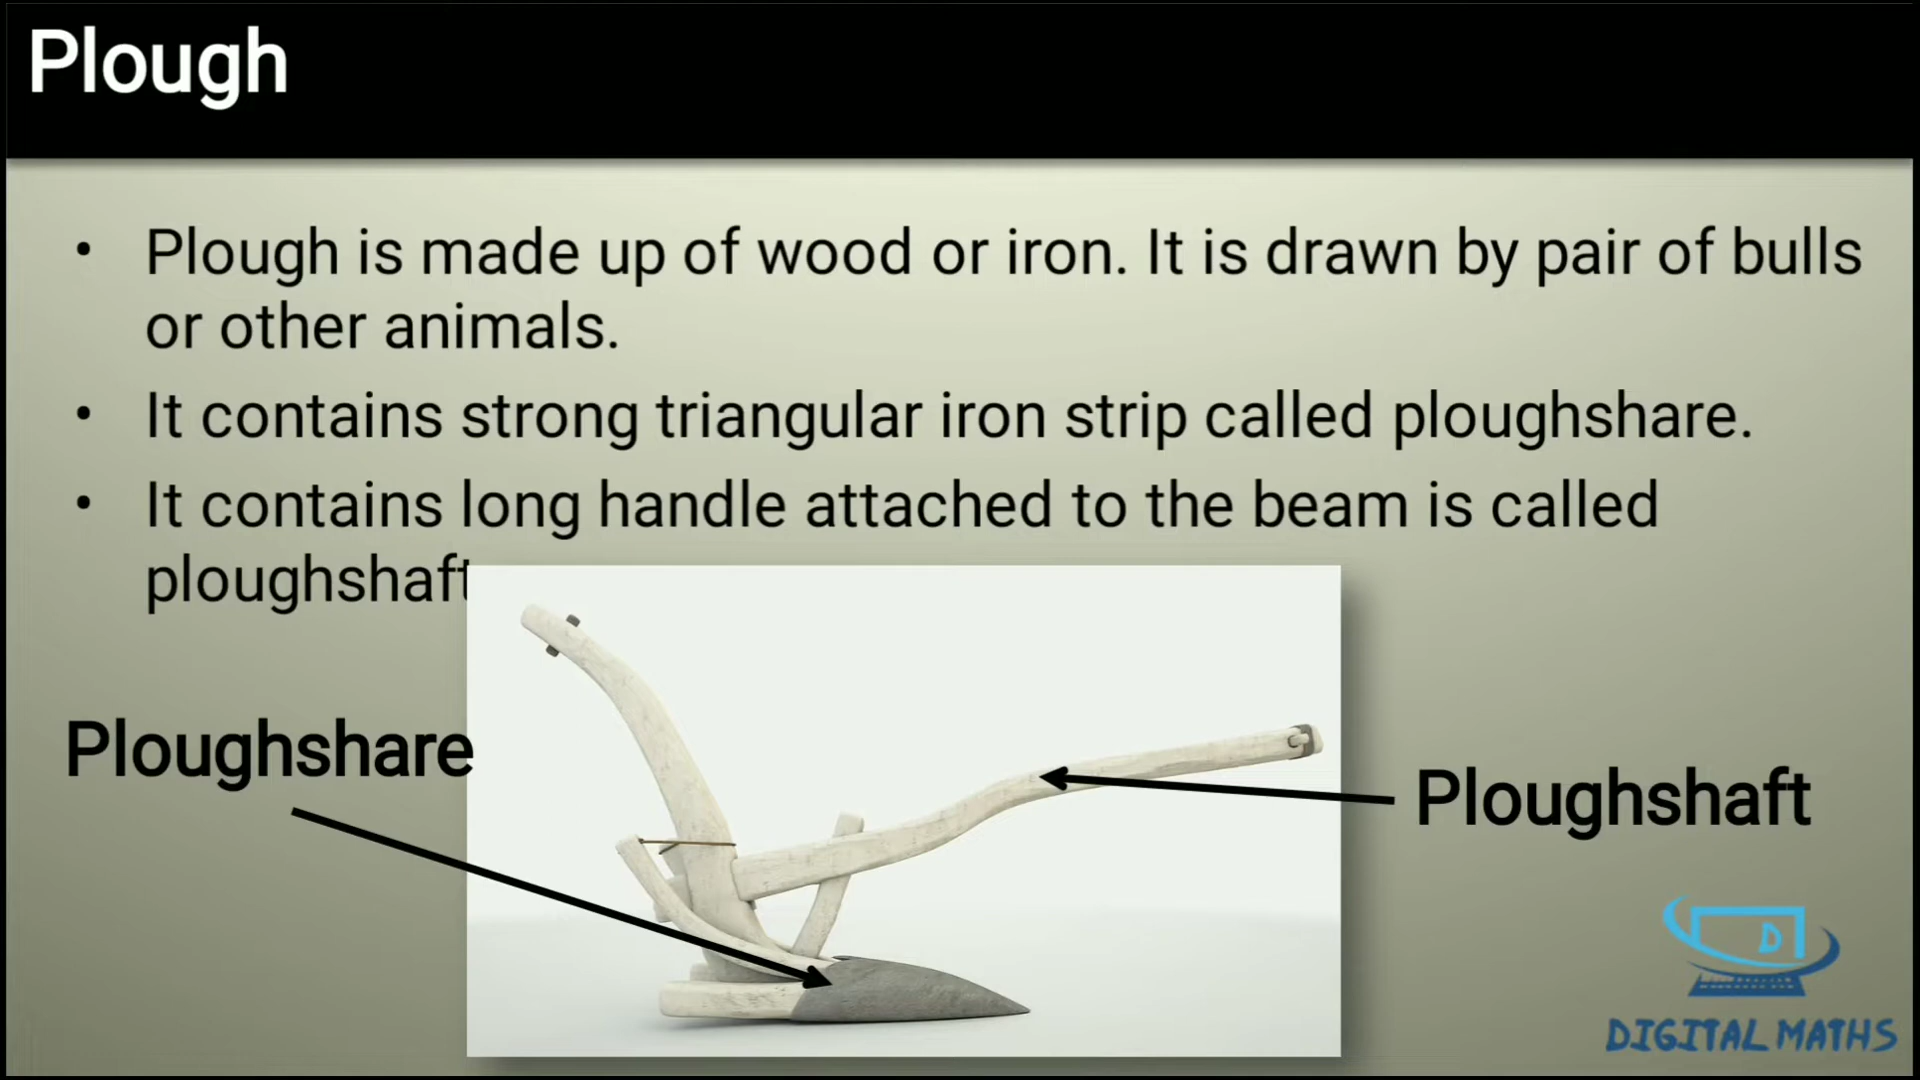 Plough
• Plough is made up of wood or iron. It is drawn by pair of bulls
or other animals.
• It contains strong triangular iron strip called ploughshare.
• It contains long handle attached to the beam is called
ploughshaft
Ploughshare
Ploughshaft
D
DIGITAL MATHS